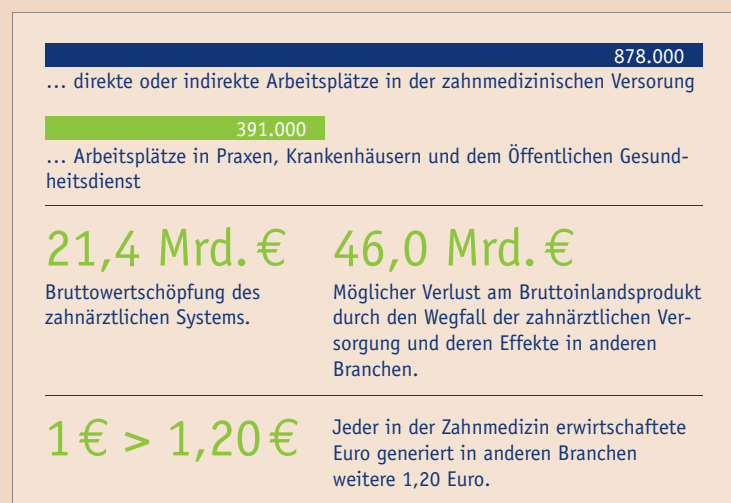 878.000
... direkte oder indirekte Arbeitsplätze in der zahnmedizinischen Versorung
391.000
... Arbeitsplätze in Praxen, Krankenhäusern und dem Öffentlichen Gesund-
heitsdienst
21,4 Mrd. €
Bruttowertschöpfung des
zahnärztlichen Systems.
46,0 Mrd. €
Möglicher Verlust am Bruttoinlandsprodukt
durch den Wegfall der zahnärztlichen Ver-
sorgung und deren Effekte in anderen
Branchen.
1 € > 1,20 €
Jeder in der Zahnmedizin erwirtschaftete
Euro generiert in anderen Branchen
weitere 1,20 Euro.